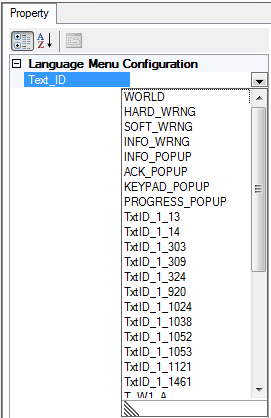 Property
Language Menu Configuration
Text_ID
WORLD
HARD_WRNG
SOFT_WRNG
INFO_WRNG
INFO_POPUP
ACK_POPUP
KEYPAD_POPUP
PROGRESS_POPUP
TxtID_1_13
TxtID_1_14
TxtID_1_303
TxtID_1_309
TxtID_1_324
TxtID_1_920
TxtID_1_1024
TxtID_1_1038
TxtID_1_1052
TxtID_1_1053
TxtID_1_1121
TxtID_1_1461
T_W1_A